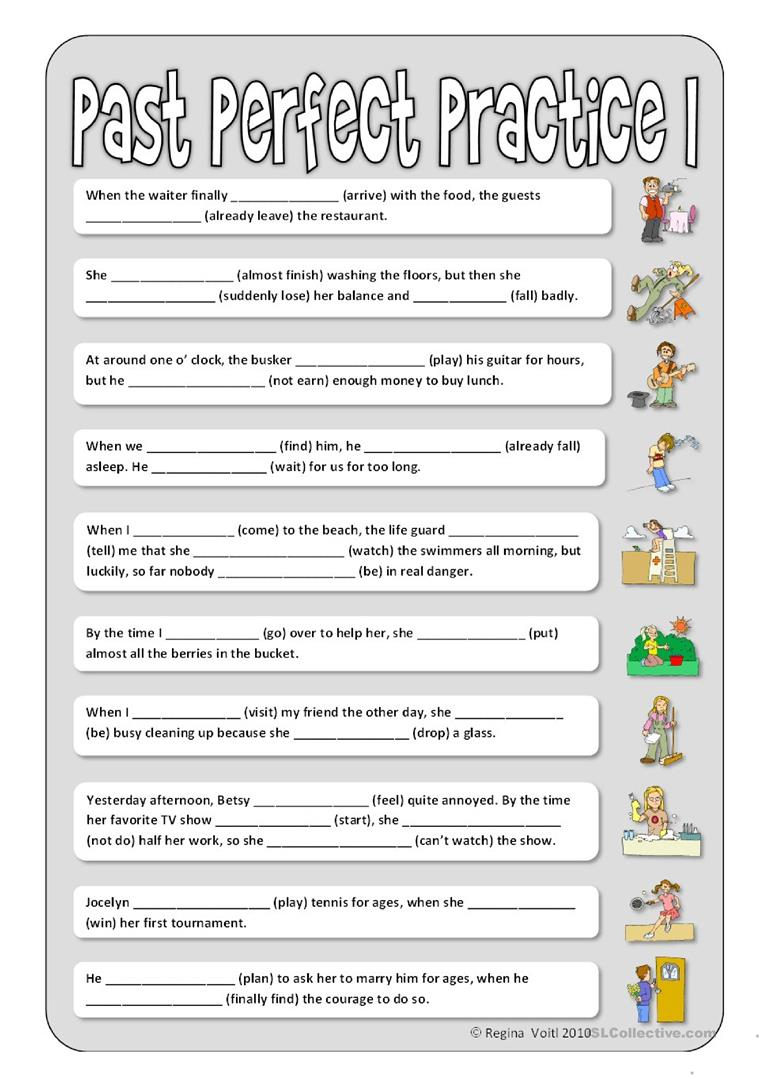 Past Perfect Practice 1
When the waiter finally _______________ (arrive) with the food, the guests
________________ (already leave) the restaurant.
She _________________ (almost finish) washing the floors, but then she
__________________ (suddenly lose) her balance and _____________ (fall) badly.
At around one o’ clock, the busker __________________ (play) his guitar for hours,
but he ___________________ (not earn) enough money to buy lunch.
When we __________________ (find) him, he ___________________ (already fall)
asleep. He ________________ (wait) for us for too long.
When I ______________ (come) to the beach, the life guard __________________
(tell) me that she _____________________ (watch) the swimmers all morning, but
luckily, so far nobody ___________________ (be) in real danger.
By the time I _____________ (go) over to help her, she _______________ (put)
almost all the berries in the bucket.
When I _______________ (visit) my friend the other day, she _______________
(be) busy cleaning up because she ________________ (drop) a glass.
Yesterday afternoon, Betsy ________________ (feel) quite annoyed. By the time
her favorite TV show ________________ (start), she ______________________
(not do) half her work, so she ____________________ (can’t watch) the show.
Jocelyn ___________________ (play) tennis for ages, when she _______________
(win) her first tournament.
He __________________ (plan) to ask her to marry him for ages, when he
___________________ (finally find) the courage to do so.
© Regina Voitl 2010 iSLCollective.com